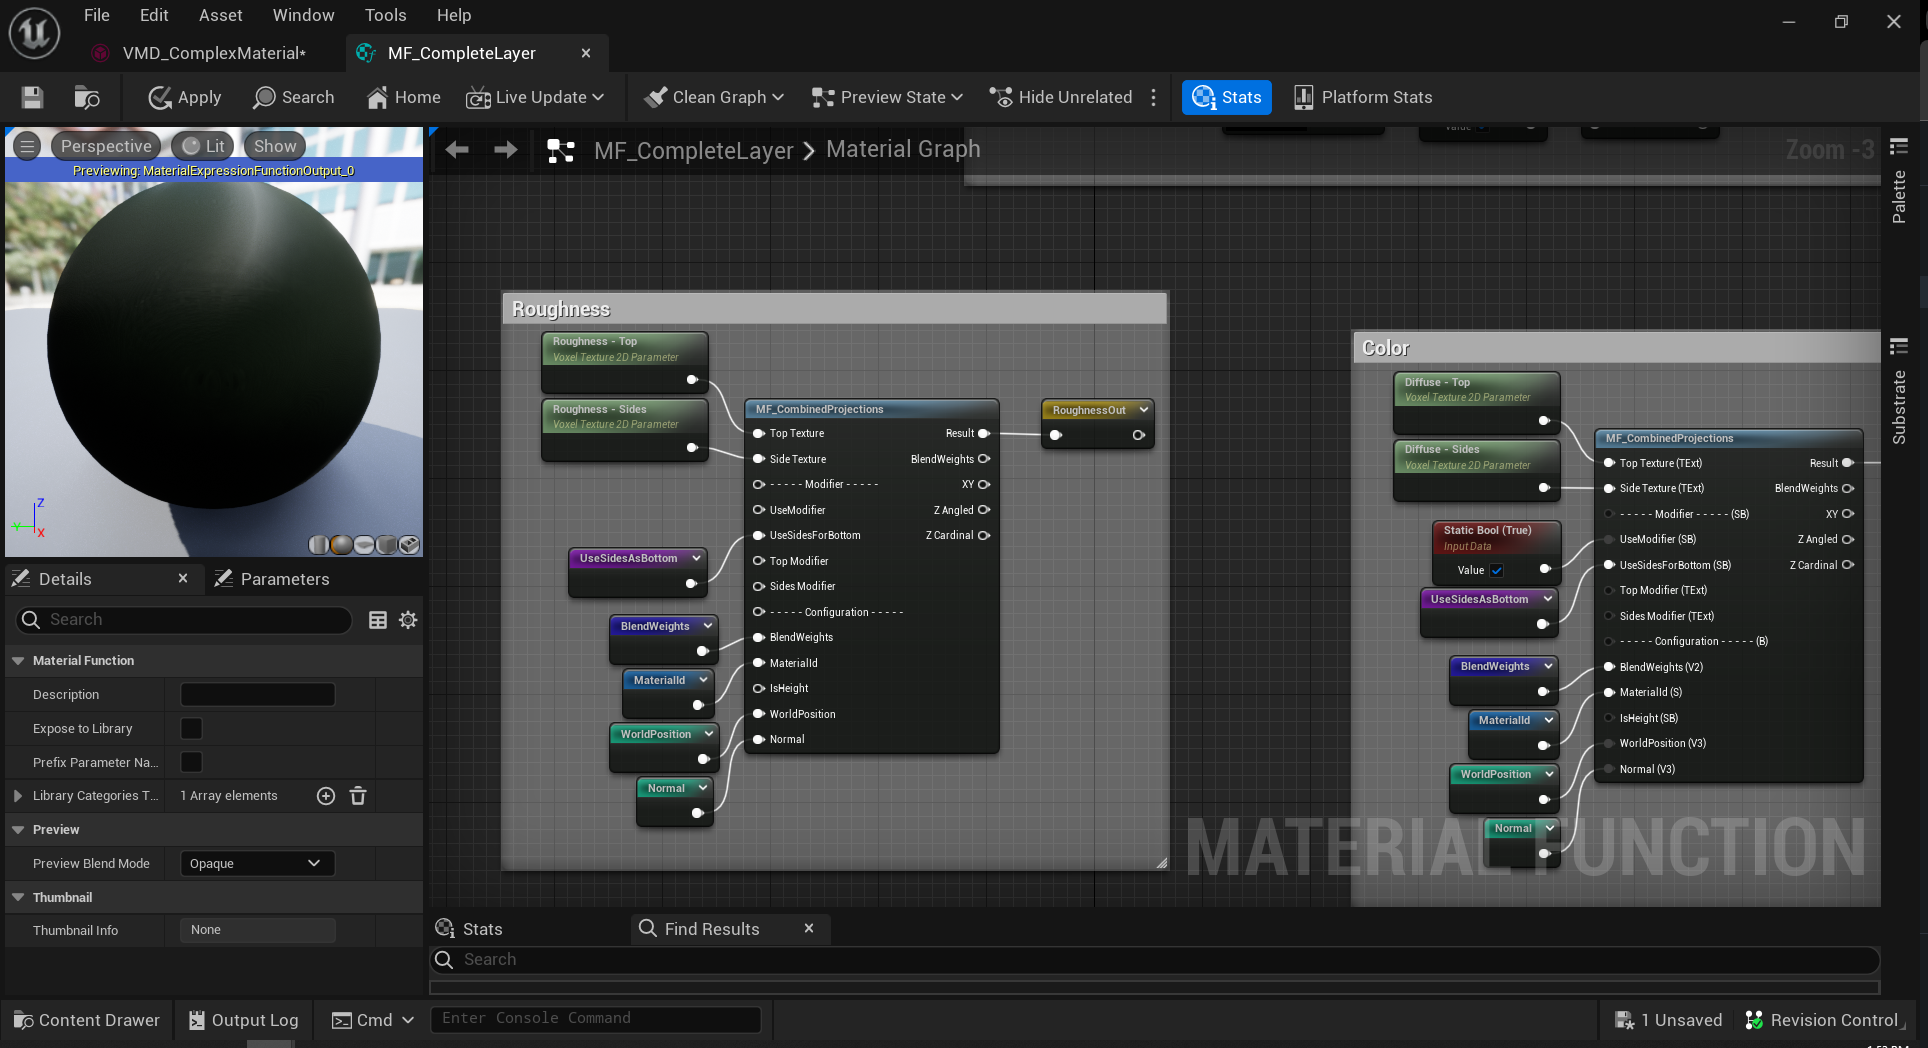 File Edit Asset Window Tools Help
VMD_ComplexMaterial*
MF_CompleteLayer
Apply Search Home Live Update Clean Graph Preview State Hide Unrelated Stats Platform Stats
Perspective Lit Show
Previewing: MaterialExpressionFunctionOutput_0
Z
Y
X
MF_CompleteLayer > Material Graph
Zoom -3
Palette
Substrate
Roughness
Roughness - Top
Voxel Texture 2D Parameter
Roughness - Sides
Voxel Texture 2D Parameter
MF_CombinedProjections
Top Texture Result
Side Texture BlendWeights
- - - - - Modifier - - - - - XY
UseModifier Z Angled
UseSidesForBottom Z Cardinal
Top Modifier
Sides Modifier
- - - - - Configuration - - - - -
BlendWeights
MaterialId
IsHeight
WorldPosition
Normal
RoughnessOut
UseSidesAsBottom
BlendWeights
MaterialId
WorldPosition
Normal
Color
Diffuse - Top
Voxel Texture 2D Parameter
Diffuse - Sides
Voxel Texture 2D Parameter
Static Bool (True)
Input Data
Value
UseSidesAsBottom
BlendWeights
MaterialId
WorldPosition
Normal
MF_CombinedProjections
Top Texture (TExt) Result
Side Texture (TExt) BlendWeights
- - - - - Modifier - - - - - (SB) XY
UseModifier (SB) Z Angled
UseSidesForBottom (SB) Z Cardinal
Top Modifier (TExt)
Sides Modifier (TExt)
- - - - - Configuration - - - - - (B)
BlendWeights (V2)
MaterialId (S)
IsHeight (SB)
WorldPosition (V3)
Normal (V3)
MATERIAL FUNCTION
Details
Parameters
Search
Material Function
Description
Expose to Library
Prefix Parameter Na...
Library Categories T... 1 Array elements
Preview
Preview Blend Mode Opaque
Thumbnail
Thumbnail Info None
Stats
Find Results
Search
Content Drawer Output Log Cmd Enter Console Command
1 Unsaved Revision Control